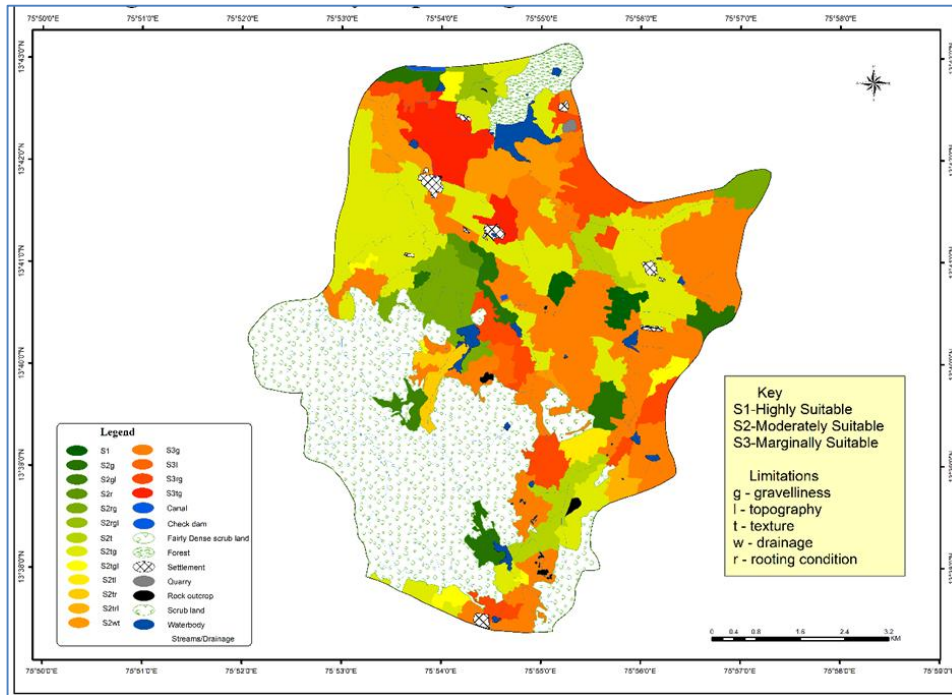 75°50'0"E 75°51'0"E 75°52'0"E 75°53'0"E 75°54'0"E 75°55'0"E 75°56'0"E 75°57'0"E 75°58'0"E
13°43'0"N
13°42'0"N
13°41'0"N
13°40'0"N
13°39'0"N
13°38'0"N
Legend
S1
S2g
S2gl
S2r
S2rg
S2rgl
S2t
S2tg
S2tgl
S2tl
S2tr
S2trl
S2wt
S3g
S3l
S3rg
S3tg
Canal
Check dam
Fairly Dense scrub land
Forest
Settlement
Quarry
Rock outcrop
Scrub land
Waterbody
Streams/Drainage
Key
S1-Highly Suitable
S2-Moderately Suitable
S3-Marginally Suitable
Limitations
g - gravelliness
l - topography
t - texture
w - drainage
r - rooting condition
0 0.4 0.8 1.6 2.4 3.2
KM
75°50'0"E 75°51'0"E 75°52'0"E 75°53'0"E 75°54'0"E 75°55'0"E 75°56'0"E 75°57'0"E 75°58'0"E